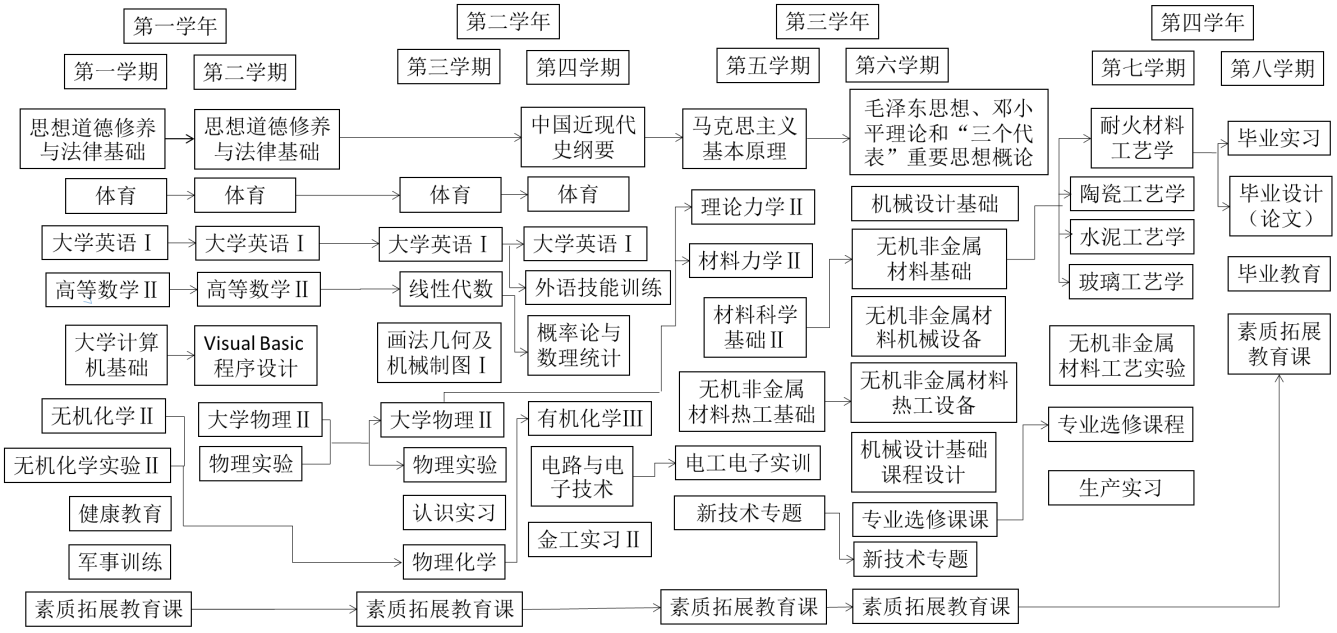 第一学年
第二学年
第三学年
第四学年
第一学期
第二学期
第三学期
第四学期
第五学期
第六学期
第七学期
第八学期
思想道德修养
与法律基础
思想道德修养
与法律基础
中国近现代
史纲要
马克思主义
基本原理
毛泽东思想、邓小
平理论和“三个代
表”重要思想概论
耐火材料
工艺学
毕业实习
体育
体育
体育
体育
理论力学Ⅱ
机械设计基础
陶瓷工艺学
毕业设计
（论文）
大学英语Ⅰ
大学英语Ⅰ
大学英语Ⅰ
大学英语Ⅰ
材料力学Ⅱ
无机非金属
材料基础
水泥工艺学
高等数学Ⅱ
高等数学Ⅱ
线性代数
外语技能训练
玻璃工艺学
毕业教育
大学计算
机基础
Visual Basic
程序设计
画法几何及
机械制图Ⅰ
概率论与
数理统计
材料科学
基础Ⅱ
无机非金属材
料机械设备
无机非金属
材料工艺实验
素质拓展
教育课
无机化学Ⅱ
大学物理Ⅱ
大学物理Ⅱ
有机化学Ⅲ
无机非金属
材料热工基础
无机非金属材料
热工设备
专业选修课程
无机化学实验Ⅱ
物理实验
物理实验
电路与电
子技术
电工电子实训
机械设计基础
课程设计
生产实习
健康教育
认识实习
金工实习Ⅱ
新技术专题
专业选修课课
军事训练
物理化学
新技术专题
素质拓展教育课
素质拓展教育课
素质拓展教育课
素质拓展教育课